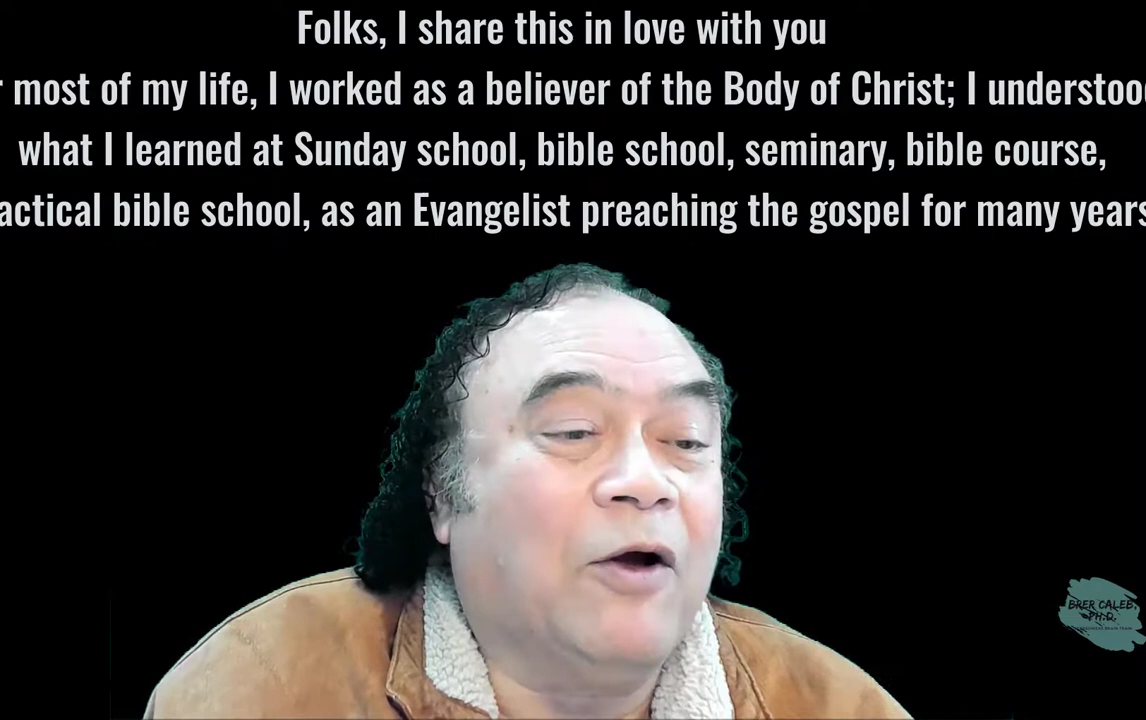 Folks, I share this in love with you
r most of my life, I worked as a believer of the Body of Christ; I understood
what I learned at Sunday school, bible school, seminary, bible course,
actical bible school, as an Evangelist preaching the gospel for many years
BRER CALEB,
PH.D.